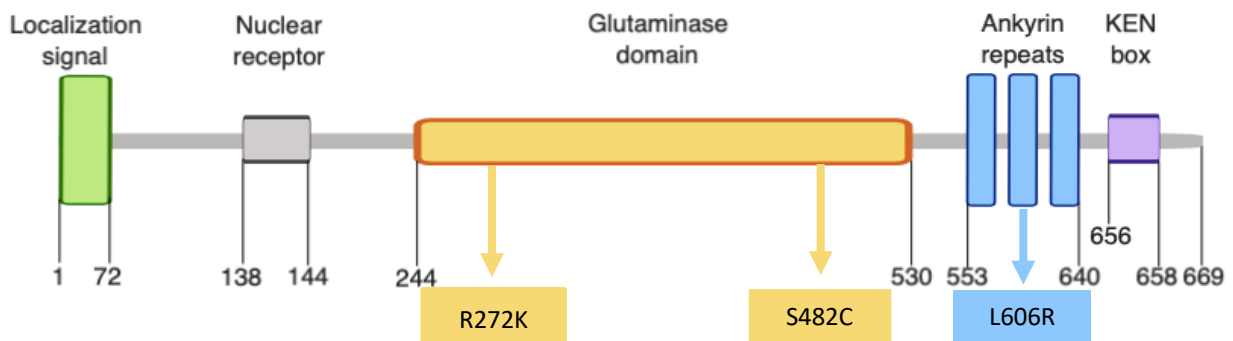 Localization
signal
Nuclear
receptor
Glutaminase
domain
Ankyrin
repeats
KEN
box
1
72
138
144
244
530
553
640
656
658
669
R272K
S482C
L606R